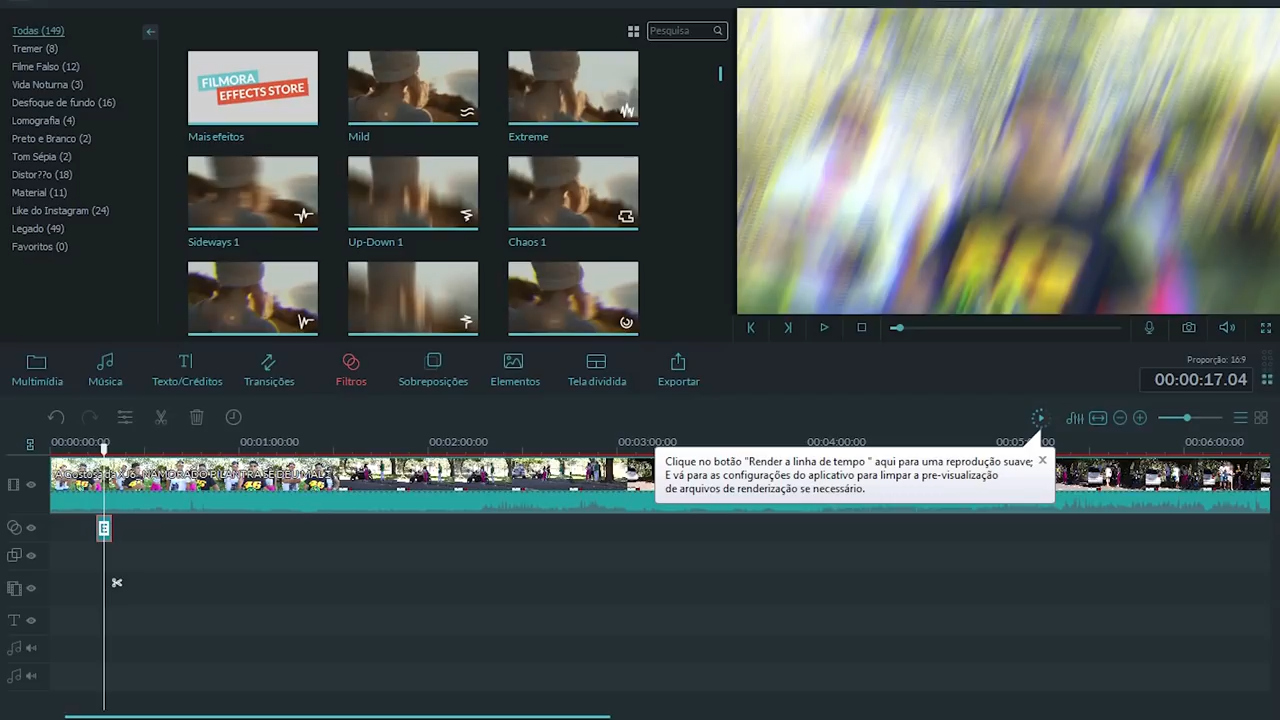 Todas (149)
Tremer (8)
Filme Falso (12)
Vida Noturna (3)
Desfoque de fundo (16)
Lomografia (4)
Preto e Branco (2)
Tom Sépia (2)
Distor??o (18)
Material (11)
Like do Instagram (24)
Legado (49)
Favoritos (0)
Pesquisa
FILMORA
EFFECTS STORE
Mais efeitos
Mild
Extreme
Sideways 1
Up-Down 1
Chaos 1
Multimídia
Música
Texto/Créditos
Transições
Filtros
Sobreposições
Elementos
Tela dividida
Exportar
Proporção: 16:9
00:00:17.04
00:00:00:00
00:01:00:00
00:02:00:00
00:03:00:00
00:04:00:00
00:06:00:00
Clique no botão "Render a linha de tempo " aqui para uma reprodução suave;
E vá para as configurações do aplicativo para limpar a pre-visualização
de arquivos de renderização se necessário.
NAMORADO PILANTRA SE DEU MAL